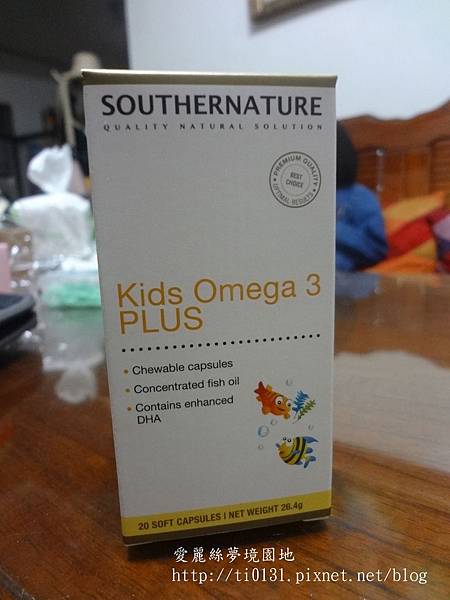 SOUTHERNATURE
QUALITY NATURAL SOLUTION
PREMIUM QUALITY
BEST
CHOICE
OPTIMAL RESULTS
Kids Omega 3
PLUS
• Chewable capsules
• Concentrated fish oil
• Contains enhanced
DHA
20 SOFT CAPSULES | NET WEIGHT 26.4g
愛麗絲夢境園地
http://ti0131.pixnet.net/blog